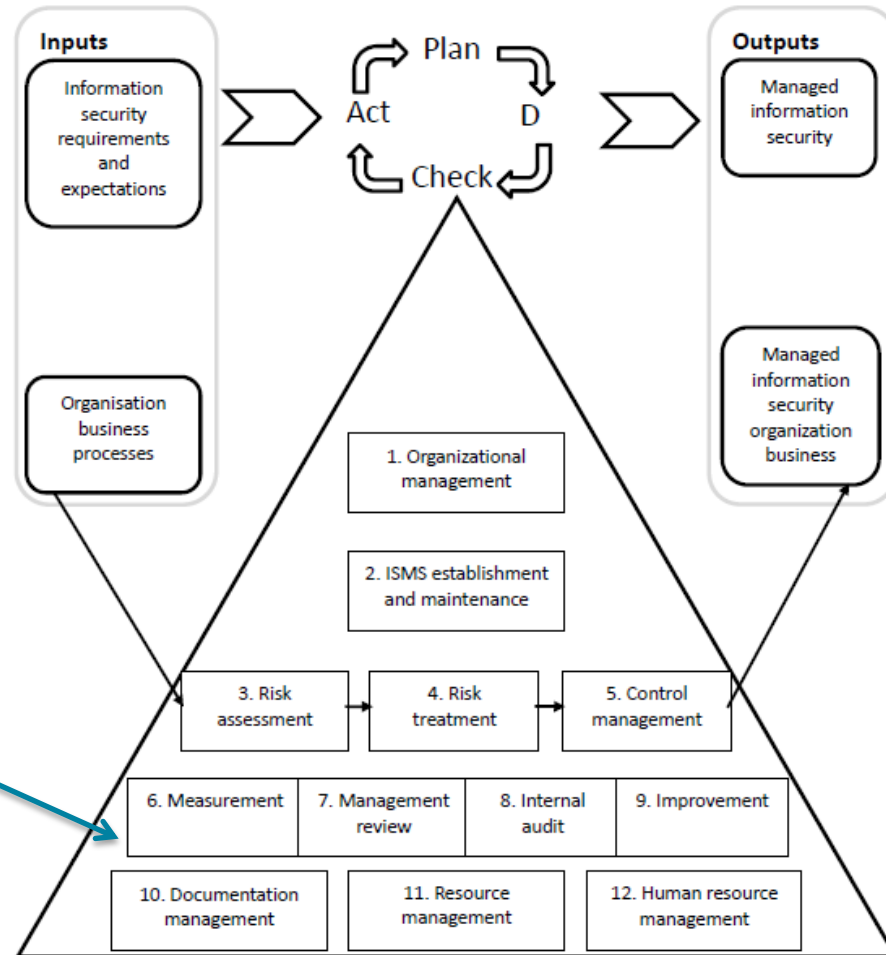 Inputs
Information
security
requirements
and
expectations
Organisation
business
processes
Plan
Act
D
Check
Outputs
Managed
information
security
Managed
information
security
organization
business
1. Organizational
management
2. ISMS establishment
and maintenance
3. Risk
assessment
4. Risk
treatment
5. Control
management
6. Measurement
7. Management
review
8. Internal
audit
9. Improvement
10. Documentation
management
11. Resource
management
12. Human resource
management